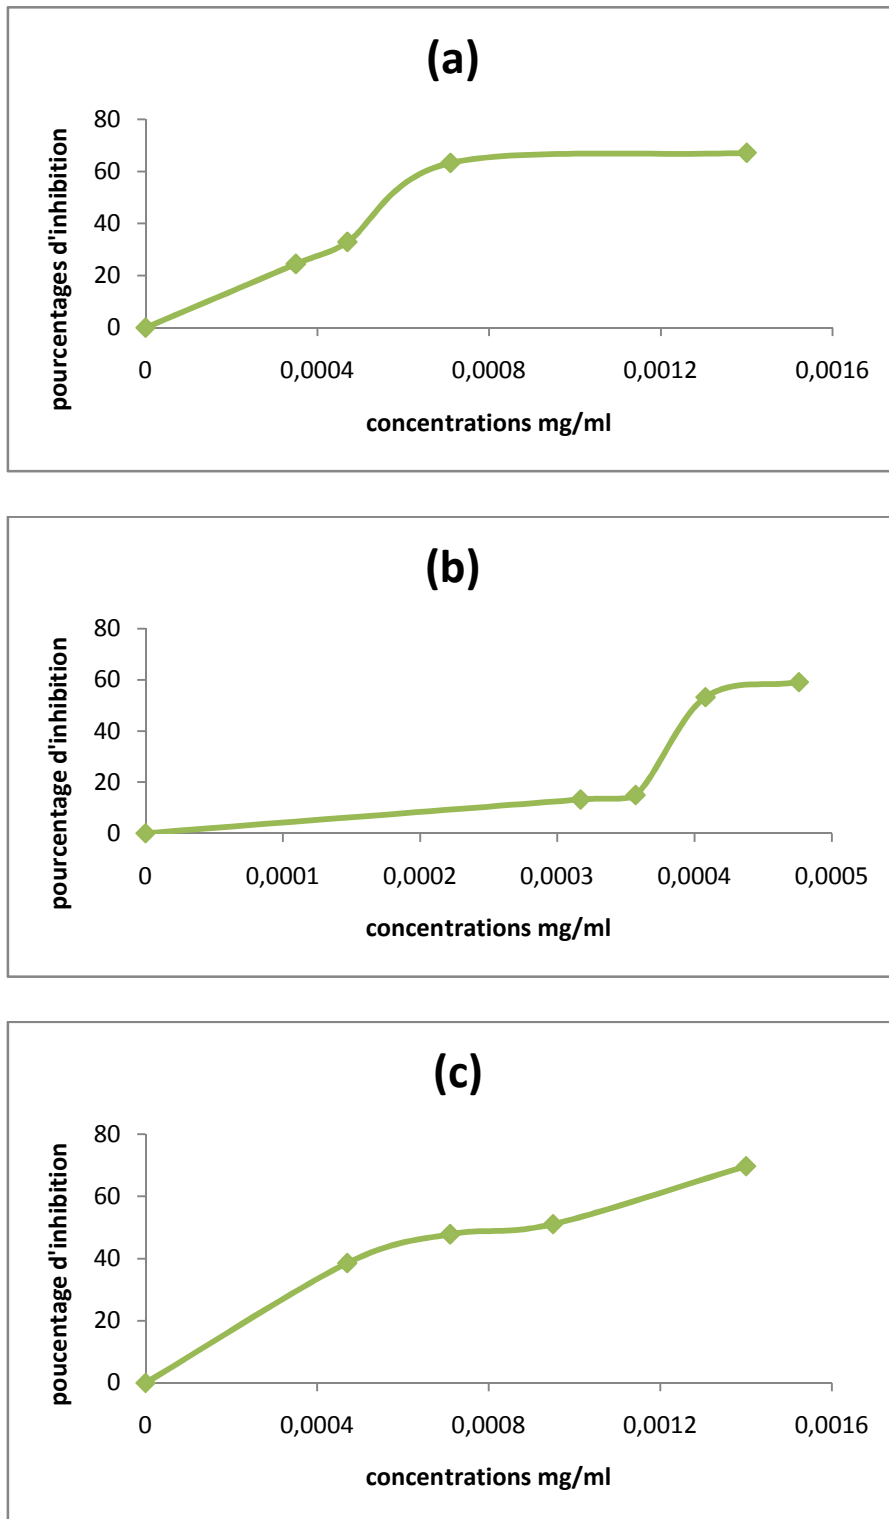 (a)
pourcentages d'inhibition
80
60
40
20
0
0 0,0004 0,0008 0,0012 0,0016
concentrations mg/ml
(b)
pourcentage d'inhibition
80
60
40
20
0
0 0,0001 0,0002 0,0003 0,0004 0,0005
concentrations mg/ml
(c)
poucentage d'inhibition
80
60
40
20
0
0 0,0004 0,0008 0,0012 0,0016
concentrations mg/ml